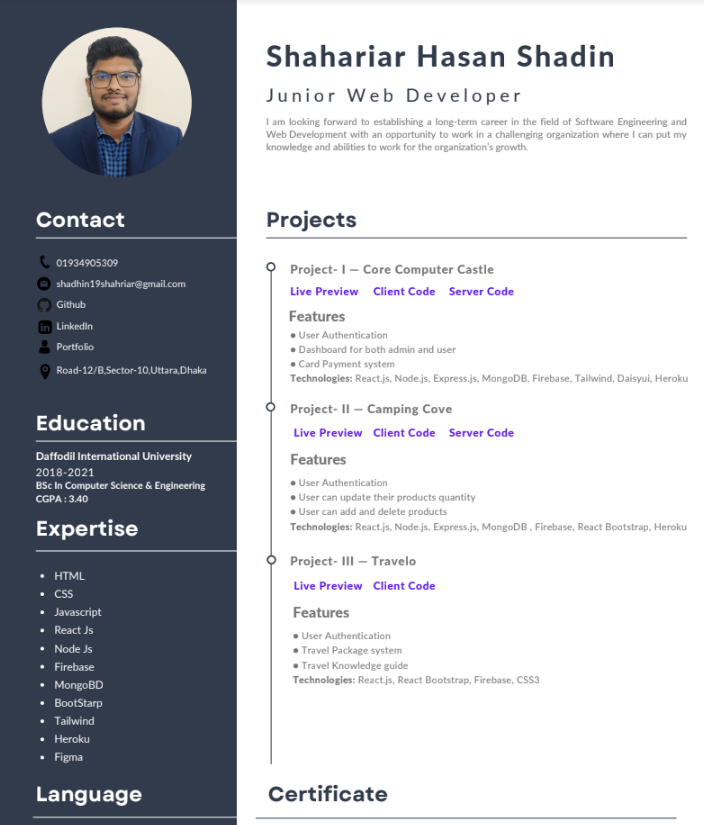 Shahariar Hasan Shadin
Junior Web Developer
I am looking forward to establishing a long-term career in the field of Software Engineering and
Web Development with an opportunity to work in a challenging organization where I can put my
knowledge and abilities to work for the organization's growth.
Contact
01934905309
shadhin19shahriar@gmail.com
Github
LinkedIn
Portfolio
Road-12/B,Sector-10,Uttara,Dhaka
Education
Daffodil International University
2018-2021
BSc In Computer Science & Engineering
CGPA : 3.40
Expertise
• HTML
• CSS
• Javascript
• React Js
• Node Js
• Firebase
• MongoBD
• BootStarp
• Tailwind
• Heroku
• Figma
Language
Projects
Project- I — Core Computer Castle
Live Preview Client Code Server Code
Features
● User Authentication
● Dashboard for both admin and user
● Card Payment system
Technologies: React.js, Node.js, Express.js, MongoDB, Firebase, Tailwind, Daisyui, Heroku
Project- II — Camping Cove
Live Preview Client Code Server Code
Features
● User Authentication
● User can update their products quantity
● User can add and delete products
Technologies: React.js, Node.js, Express.js, MongoDB , Firebase, React Bootstrap, Heroku
Project- III — Travelo
Live Preview Client Code
Features
● User Authentication
● Travel Package system
● Travel Knowledge guide
Technologies: React.js, React Bootstrap, Firebase, CSS3
Certificate